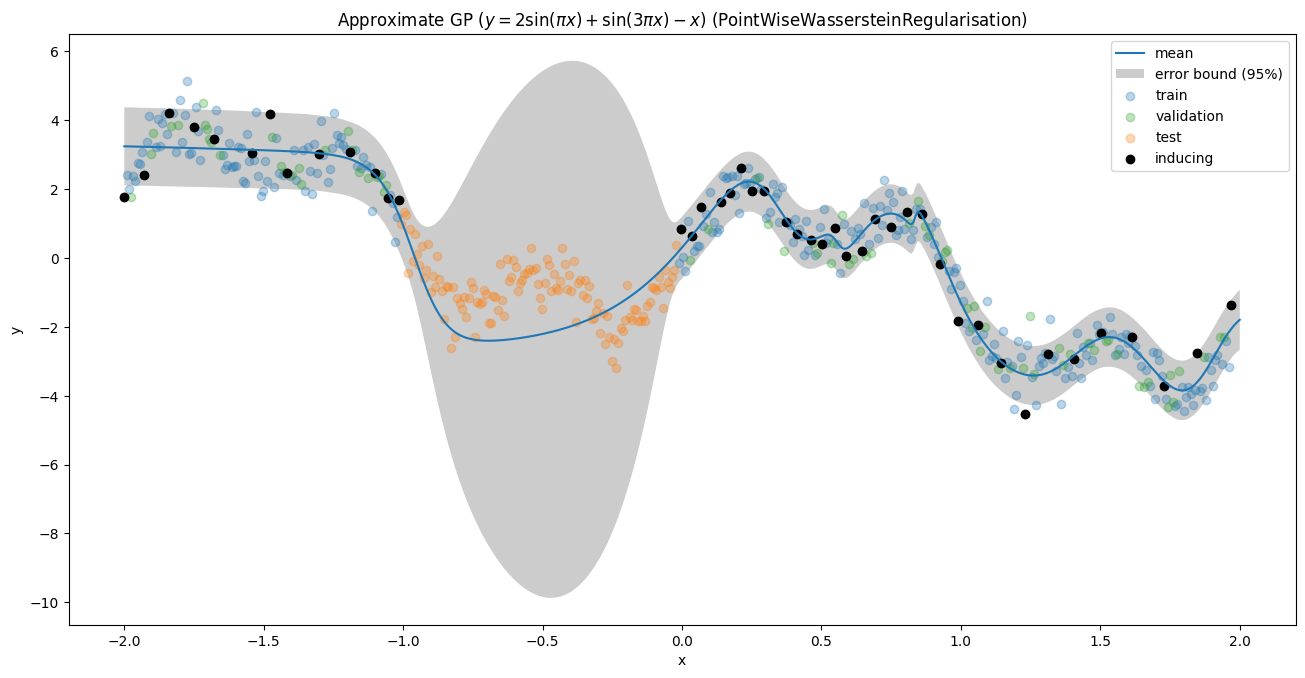 Approximate GP (y = 2sin(πx) + sin(3πx) − x) (PointWiseWassersteinRegularisation)
mean
error bound (95%)
train
validation
test
inducing
6
4
2
0
−2
−4
−6
−8
−10
y
−2.0 −1.5 −1.0 −0.5 0.0 0.5 1.0 1.5 2.0
x